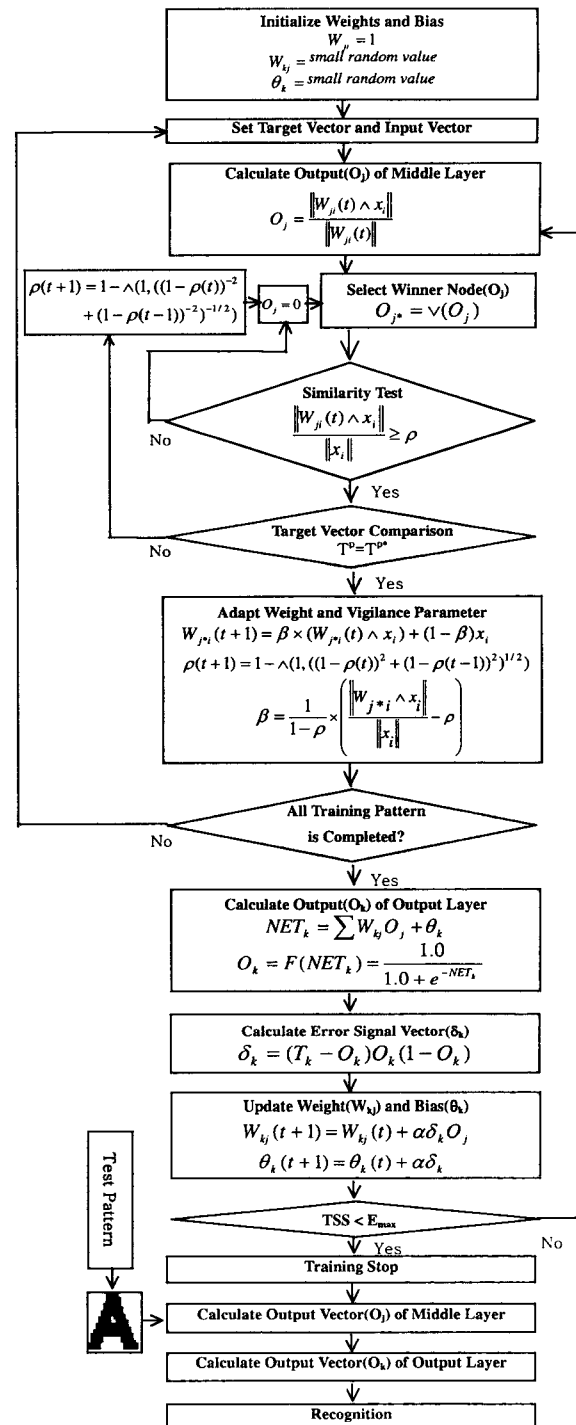 Initialize Weights and Bias
W_ji = 1
W_kj = small random value
θ_k = small random value
Set Target Vector and Input Vector
Calculate Output(O_j) of Middle Layer
O_j = ‖W_ji(t) ∧ x_i‖ / ‖W_ji(t)‖
ρ(t+1) = 1 − ∧(1, ((1 − ρ(t))^−2
+ (1 − ρ(t−1))^−2)^−1/2)
O_j = 0
Select Winner Node(O_j)
O_j* = ∨(O_j)
Similarity Test
‖W_ji(t) ∧ x_i‖ / ‖x_i‖ ≥ ρ
No
Yes
Target Vector Comparison
T^p=T^p*
No
Yes
Adapt Weight and Vigilance Parameter
W_j*i(t+1) = β × (W_j*i(t) ∧ x_i) + (1 − β)x_i
ρ(t+1) = 1 − ∧(1, ((1 − ρ(t))^2 + (1 − ρ(t−1))^2)^1/2)
β = 1 / (1 − ρ) × (‖W_j*i ∧ x_i‖ / ‖x_i‖ − ρ)
All Training Pattern
is Completed?
No
Yes
Calculate Output(O_k) of Output Layer
NET_k = ∑ W_kj O_j + θ_k
O_k = F(NET_k) = 1.0 / (1.0 + e^−NET_k)
Calculate Error Signal Vector(δ_k)
δ_k = (T_k − O_k)O_k(1 − O_k)
Update Weight(W_kj) and Bias(θ_k)
W_kj(t+1) = W_kj(t) + αδ_k O_j
θ_k(t+1) = θ_k(t) + αδ_k
Test Pattern
TSS < E_max
No
Yes
Training Stop
A
Calculate Output Vector(O_j) of Middle Layer
Calculate Output Vector(O_k) of Output Layer
Recognition